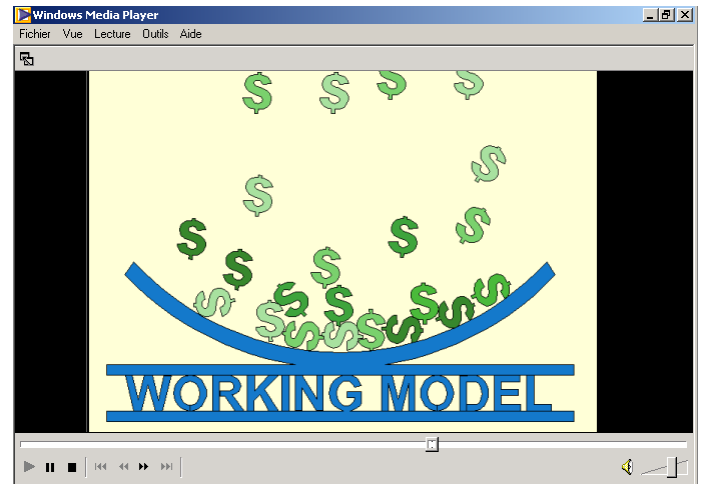 Windows Media Player
Fichier Vue Lecture Outils Aide
$ $ $ $
$
$
$ $ $
$ $
$ $ $ $ $
$ $ $ $ $ $ $
WORKING MODEL